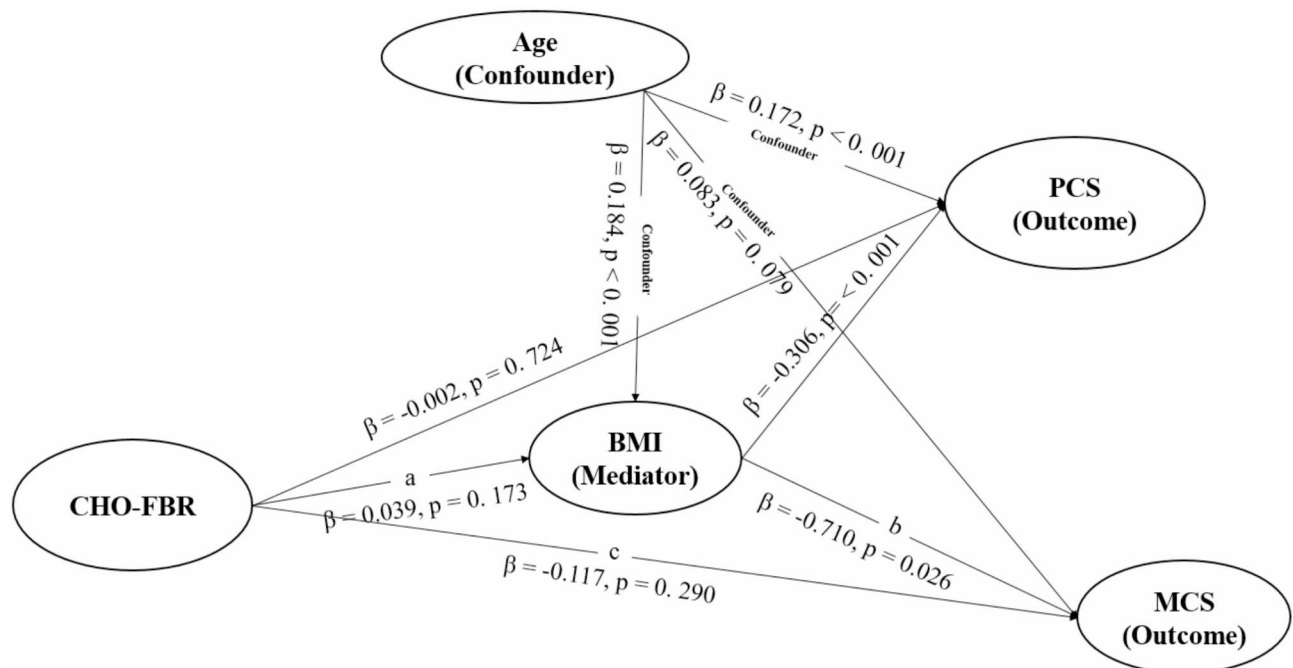 Age
(Confounder)
β = 0.172, p < 0. 001
Confounder
PCS
(Outcome)
β = 0.184, p < 0. 001
Confounder
β = 0.083, p = 0. 079
Confounder
β = -0.002, p = 0. 724
β = -0.306, p= < 0. 001
BMI
(Mediator)
CHO-FBR
a
β = 0.039, p = 0. 173
b
β = -0.710, p = 0.026
c
β = -0.117, p = 0. 290
MCS
(Outcome)